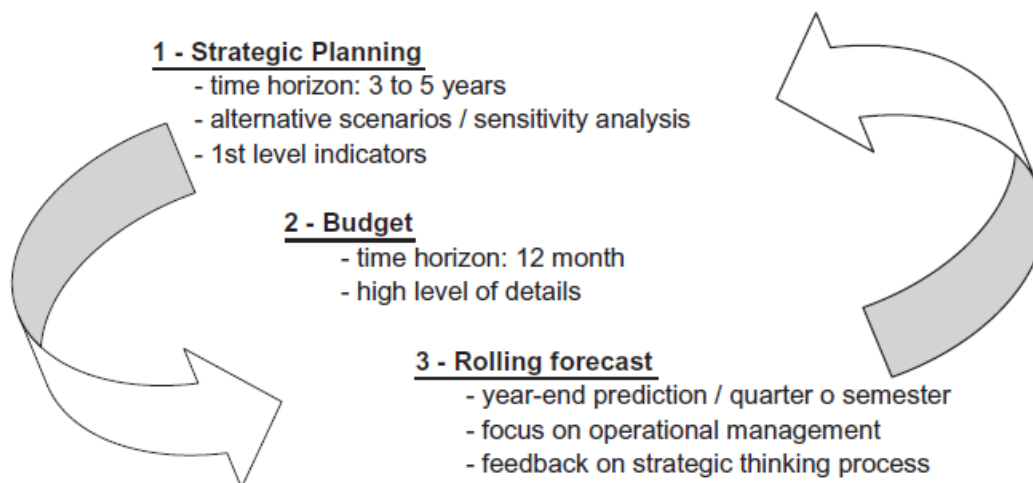 1 - Strategic Planning
- time horizon: 3 to 5 years
- alternative scenarios / sensitivity analysis
- 1st level indicators
2 - Budget
- time horizon: 12 month
- high level of details
3 - Rolling forecast
- year-end prediction / quarter o semester
- focus on operational management
- feedback on strategic thinking process